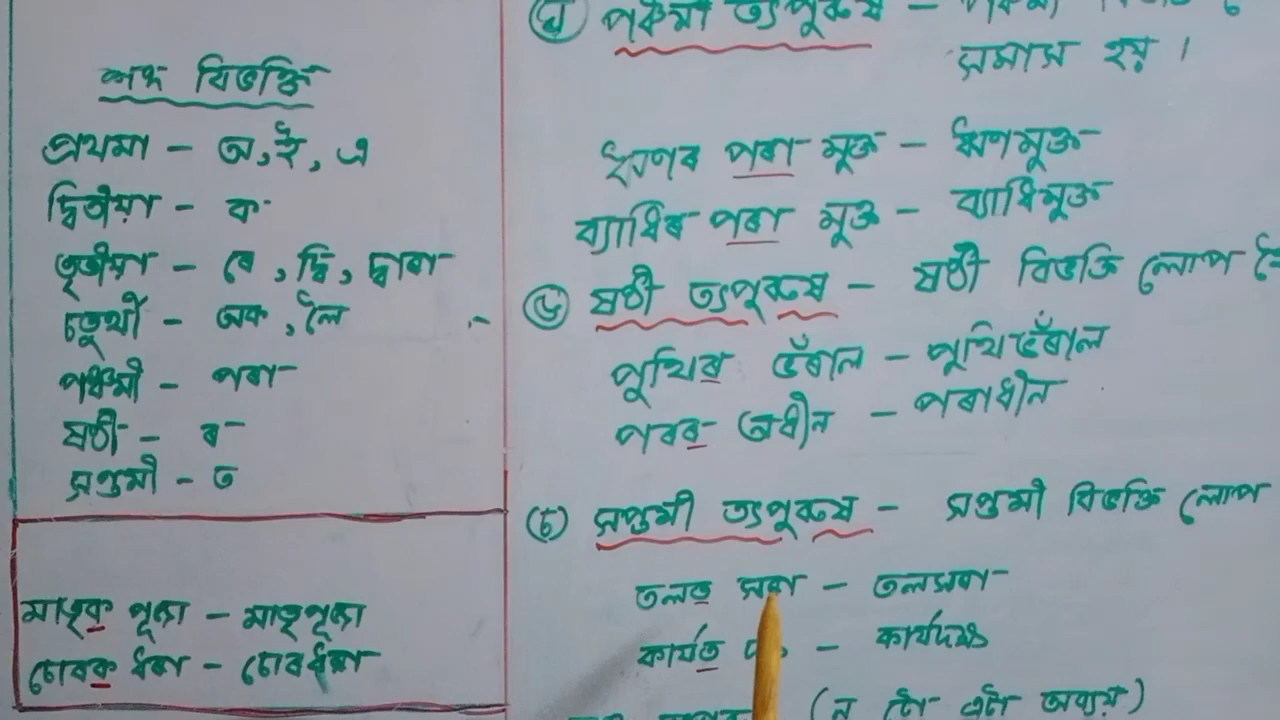 শব্দ বিভক্তি
প্ৰথমা - অ, ই, এ
দ্বিতীয়া - ক
তৃতীয়া - ৰে, দ্বি, দ্বাৰা
চতুৰ্থী - অক, লৈ
পঞ্চমী - পৰা
ষষ্ঠী - ৰ
সপ্তমী - ত
মাতৃক পূজা - মাতৃপূজা
চোৰক ধৰা - চোৰধৰা
(ঘ) পঞ্চমী তৎপুৰুষ - পঞ্চমী
সমাস হয়।
ঋণৰ পৰা মুক্ত - ঋণমুক্ত
ব্যাধিৰ পৰা মুক্ত - ব্যাধিমুক্ত
(ঙ) ষষ্ঠী তৎপুৰুষ - ষষ্ঠী বিভক্তি লোপ
পুথিৰ ভঁৰাল - পুথিভঁৰাল
পৰৰ অধীন - পৰাধীন
(চ) সপ্তমী তৎপুৰুষ - সপ্তমী বিভক্তি লোপ
তলত সৰা - তলসৰা
কাৰ্যত - কাৰ্যদক্ষ
(ন টো এটা অব্যয়)